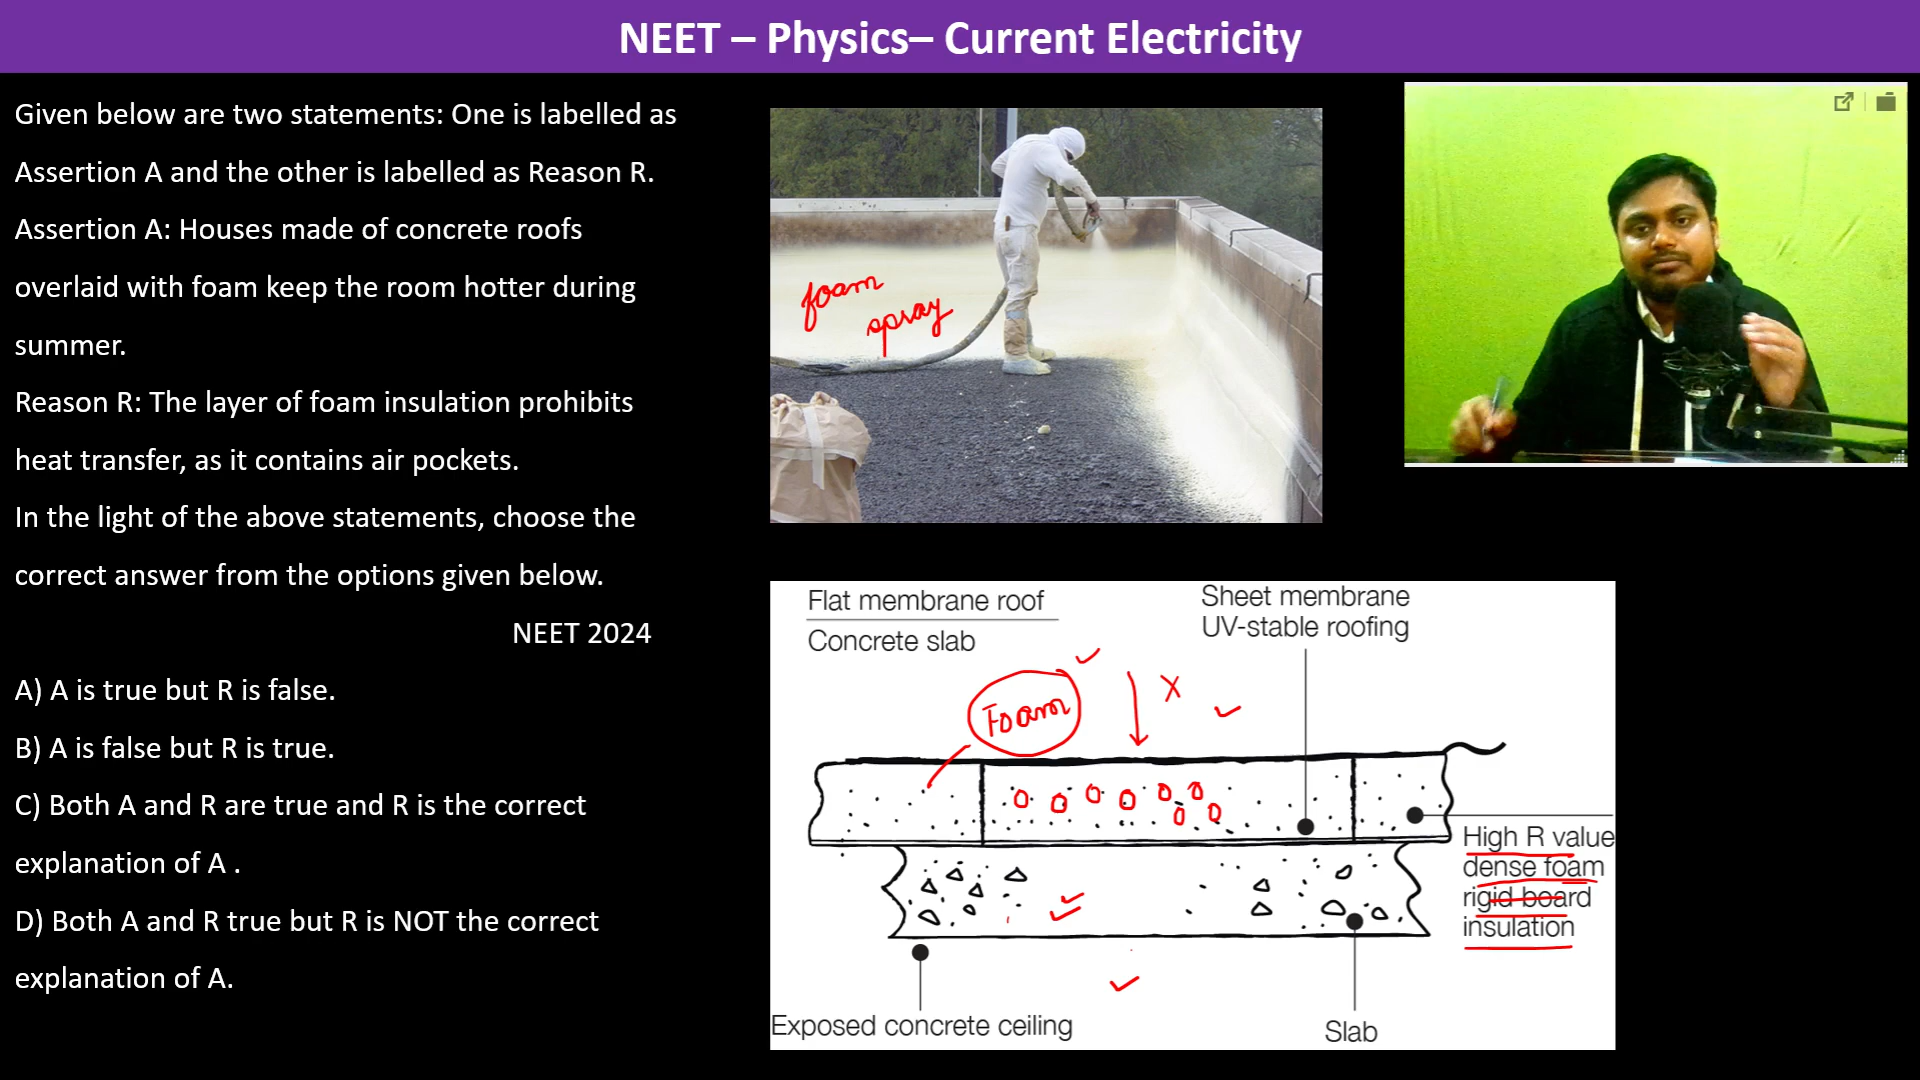 NEET – Physics– Current Electricity
Given below are two statements: One is labelled as
Assertion A and the other is labelled as Reason R.
Assertion A: Houses made of concrete roofs
overlaid with foam keep the room hotter during
summer.
Reason R: The layer of foam insulation prohibits
heat transfer, as it contains air pockets.
In the light of the above statements, choose the
correct answer from the options given below.
NEET 2024
A) A is true but R is false.
B) A is false but R is true.
C) Both A and R are true and R is the correct
explanation of A .
D) Both A and R true but R is NOT the correct
explanation of A.
foam
spray
Flat membrane roof
Concrete slab
Sheet membrane
UV-stable roofing
Foam
X
High R value
dense foam
rigid board
insulation
Exposed concrete ceiling
Slab